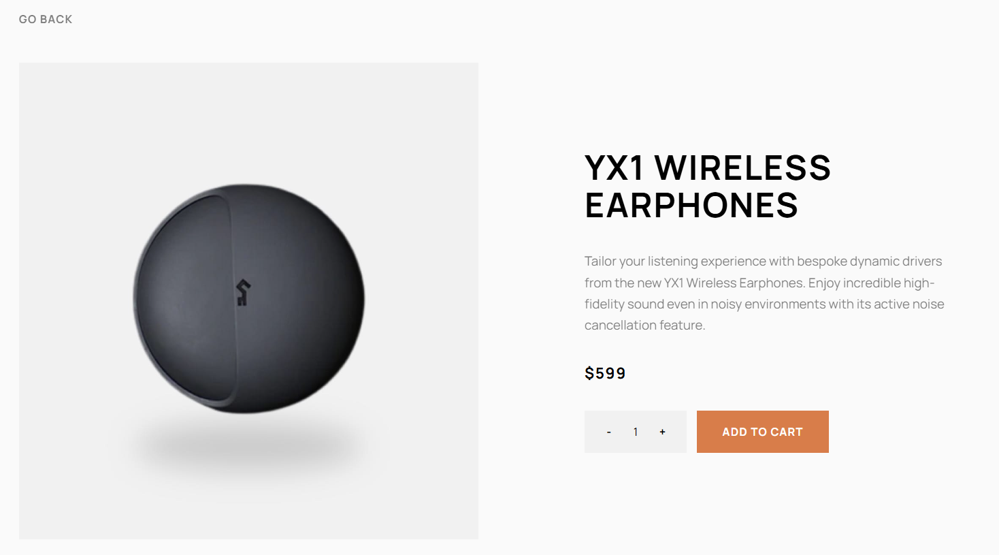 GO BACK
YX1 WIRELESS
EARPHONES
Tailor your listening experience with bespoke dynamic drivers
from the new YX1 Wireless Earphones. Enjoy incredible high-
fidelity sound even in noisy environments with its active noise
cancellation feature.
$599
- 1 +
ADD TO CART